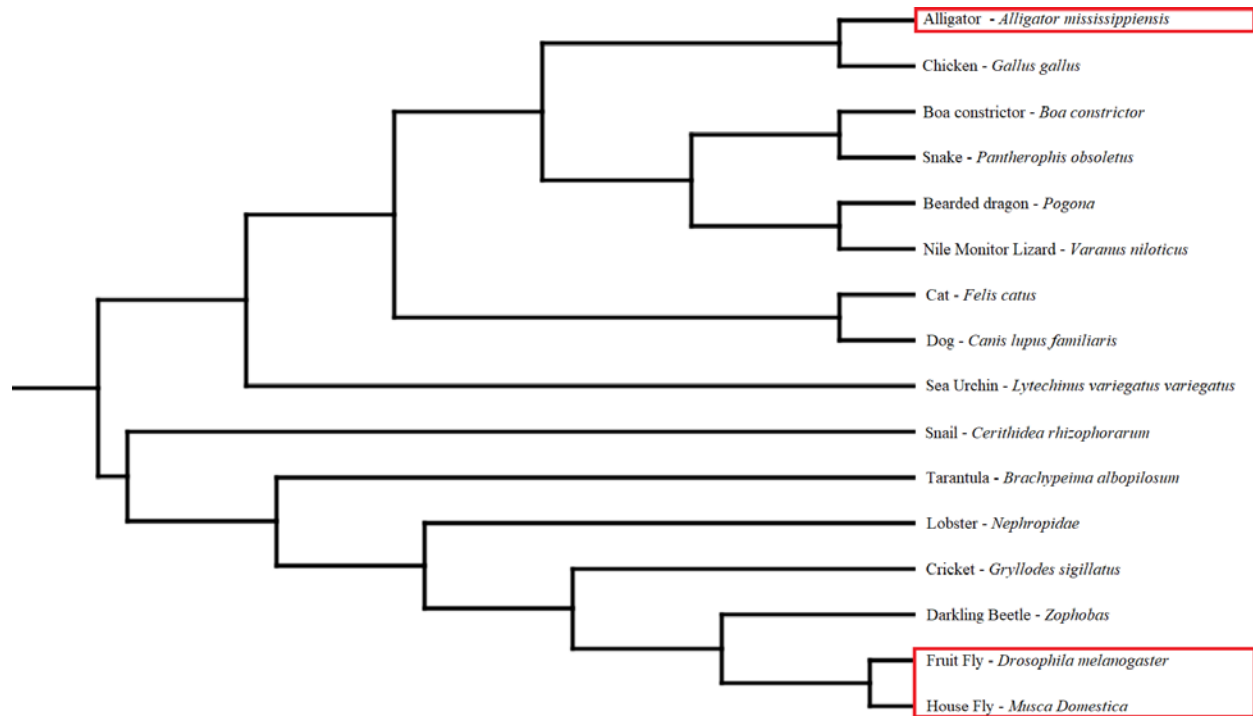 Alligator - Alligator mississippiensis
Chicken - Gallus gallus
Boa constrictor - Boa constrictor
Snake - Pantherophis obsoletus
Bearded dragon - Pogona
Nile Monitor Lizard - Varanus niloticus
Cat - Felis catus
Dog - Canis lupus familiaris
Sea Urchin - Lytechinus variegatus variegatus
Snail - Cerithidea rhizophorarum
Tarantula - Brachypeima albopilosum
Lobster - Nephropidae
Cricket - Gryllodes sigillatus
Darkling Beetle - Zophobas
Fruit Fly - Drosophila melanogaster
House Fly - Musca Domestica